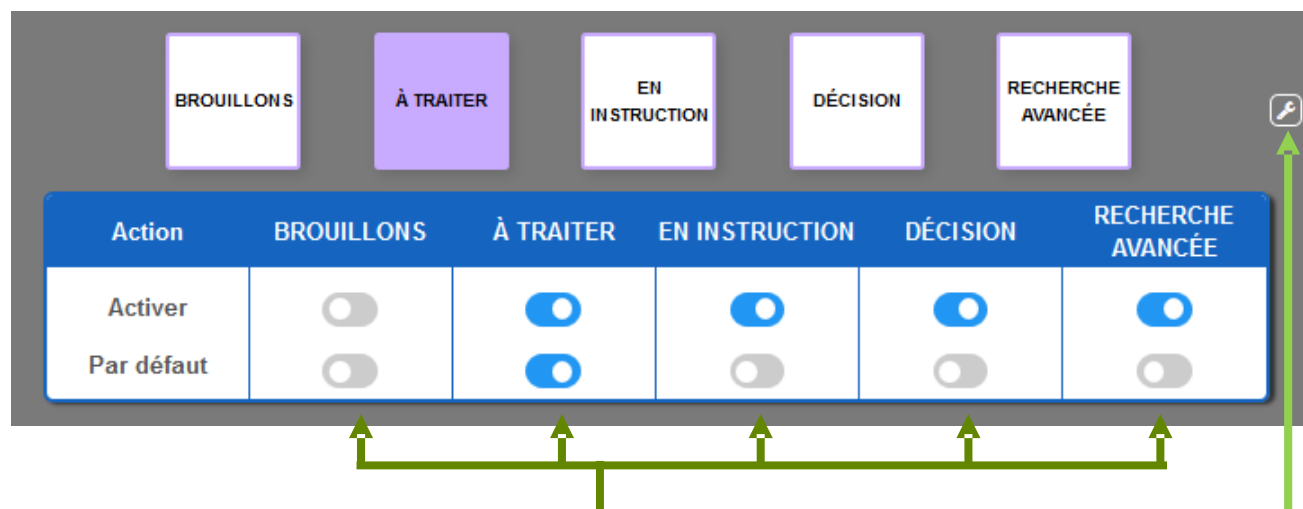 BROUILLONS
À TRAITER
EN
INSTRUCTION
DÉCISION
RECHERCHE
AVANCÉE
Action
BROUILLONS
À TRAITER
EN INSTRUCTION
DÉCISION
RECHERCHE
AVANCÉE
Activer
Par défaut